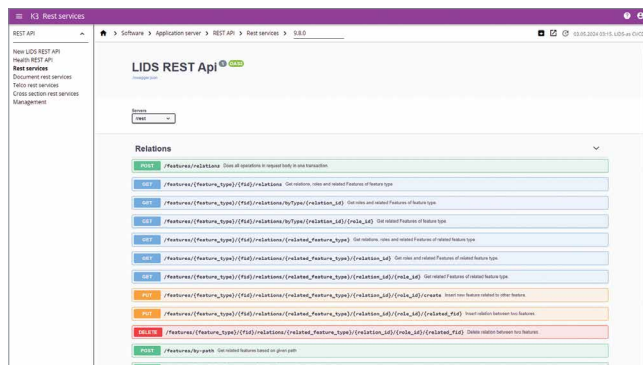 K3 Rest services
REST API
Software > Application server > REST API > Rest services > 9.8.0
New LIDS REST API
Health REST API
Rest services
Document rest services
Telco rest services
Cross section rest services
Management
LIDS REST Api
Servers
/rest
Relations
POST /features/relations Does all operations in request body in one transaction.
GET /features/{feature_type}/{fid}/relations Get relations, roles and related Features of feature type
GET /features/{feature_type}/{fid}/relations/byType/{relation_id} Get roles and related Features of feature type
GET /features/{feature_type}/{fid}/relations/byType/{relation_id}/{role_id} Get related Features of feature type
GET /features/{feature_type}/{fid}/relations/{related_feature_type} Get relations, roles and related Features of related feature type
GET /features/{feature_type}/{fid}/relations/{related_feature_type}/{relation_id} Get roles and related Features of related feature type
GET /features/{feature_type}/{fid}/relations/{related_feature_type}/{relation_id}/{role_id} Get related Features of related feature type
PUT /features/{feature_type}/{fid}/relations/{related_feature_type}/{relation_id}/{role_id}/create Insert new feature related to other feature.
PUT /features/{feature_type}/{fid}/relations/{related_feature_type}/{relation_id}/{role_id}/{related_fid} Insert relation between two features.
DELETE /features/{feature_type}/{fid}/relations/{related_feature_type}/{relation_id}/{role_id}/{related_fid} Delete relation between two features.
POST /features/by-path Get related features based on given path